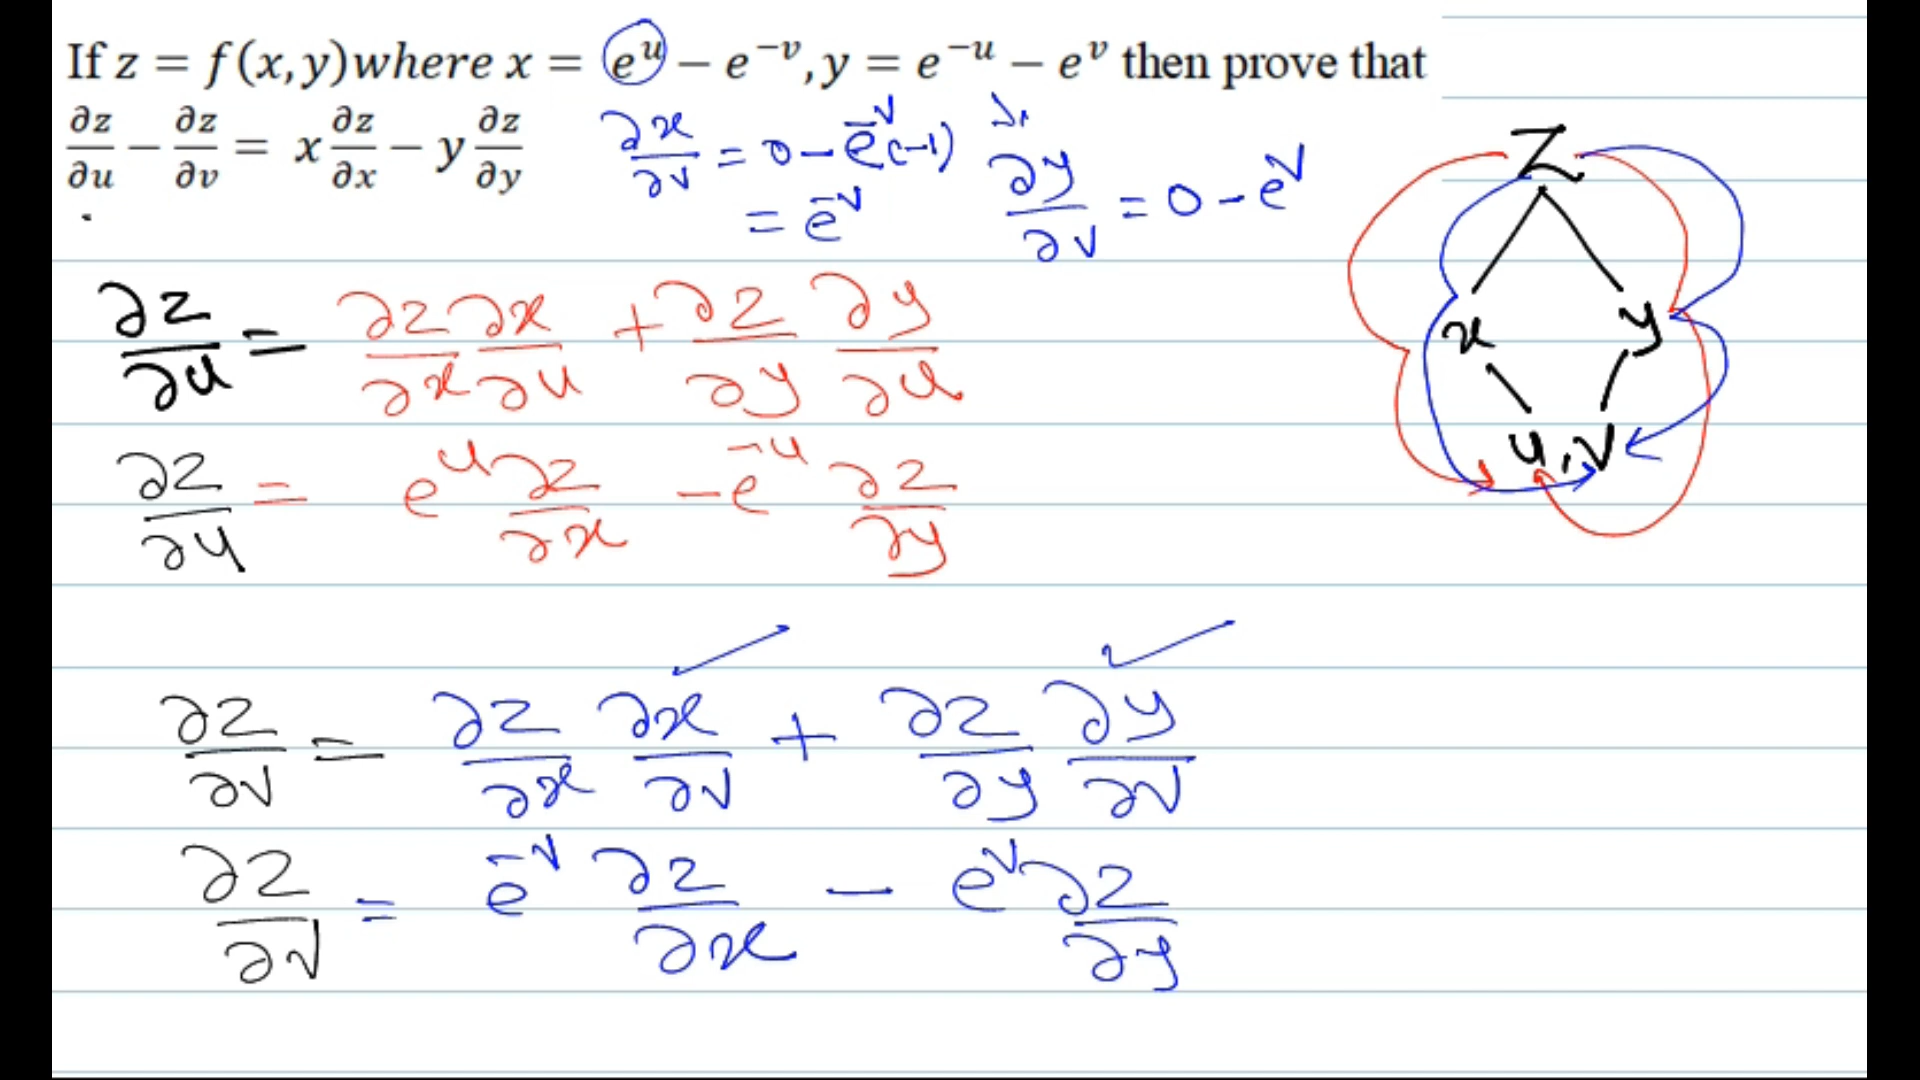 If z = f(x, y)where x = e^u − e^−v, y = e^−u − e^v then prove that
∂z/∂u − ∂z/∂v = x ∂z/∂x − y ∂z/∂y
∂x/∂v = 0 − e^−v(−1)
= e^−v
∂y/∂v = 0 − e^v
Z
x y
u, v
∂z/∂u = ∂z/∂x ∂x/∂u + ∂z/∂y ∂y/∂u
∂z/∂u = e^u ∂z/∂x − e^−u ∂z/∂y
∂z/∂v = ∂z/∂x ∂x/∂v + ∂z/∂y ∂y/∂v
∂z/∂v = e^−v ∂z/∂x − e^v ∂z/∂y